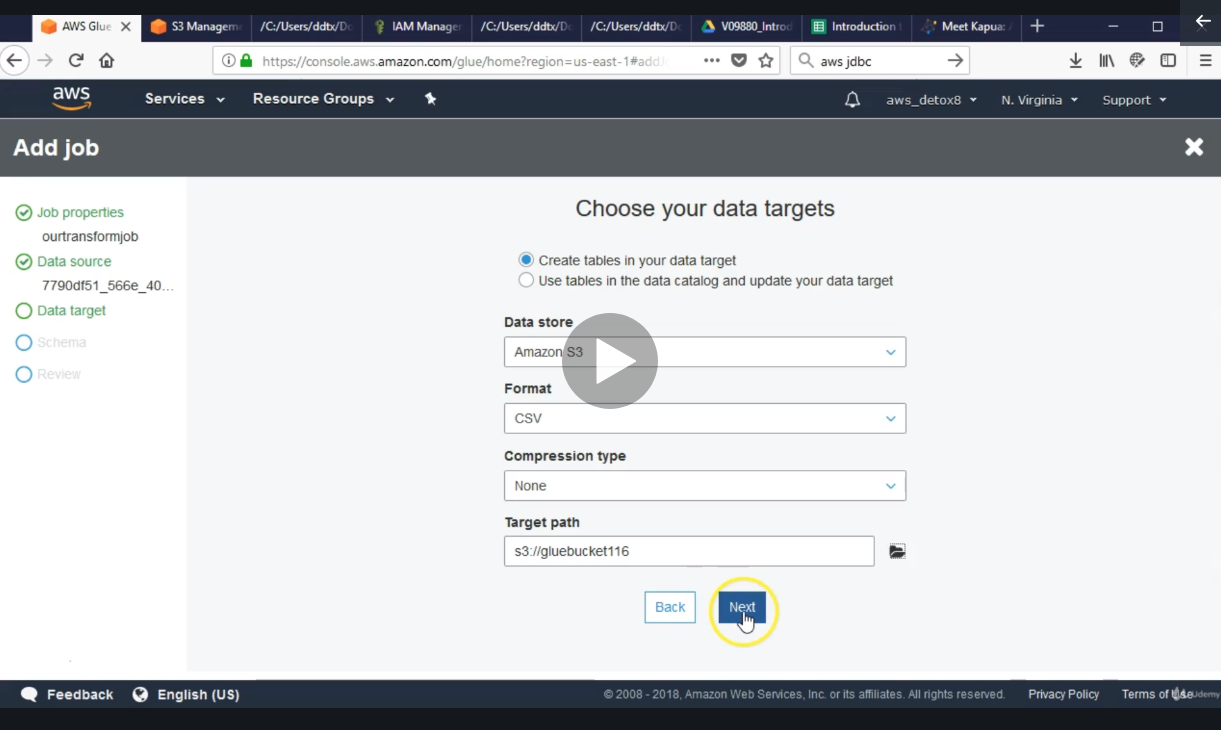 AWS Glue
S3 Manageme
/C:/Users/ddtx/Do
IAM Manager
/C:/Users/ddtx/Do
/C:/Users/ddtx/Do
V09880_Introd
Introduction t
Meet Kapua: A
https://console.aws.amazon.com/glue/home?region=us-east-1#addJ
aws jdbc
aws
Services
Resource Groups
aws_detox8
N. Virginia
Support
Add job
Job properties
ourtransformjob
Data source
7790df51_566e_40...
Data target
Schema
Review
Choose your data targets
Create tables in your data target
Use tables in the data catalog and update your data target
Data store
Amazon S3
Format
CSV
Compression type
None
Target path
s3://gluebucket116
Back
Next
Feedback
English (US)
© 2008 - 2018, Amazon Web Services, Inc. or its affiliates. All rights reserved.
Privacy Policy
Terms of Use
Udemy